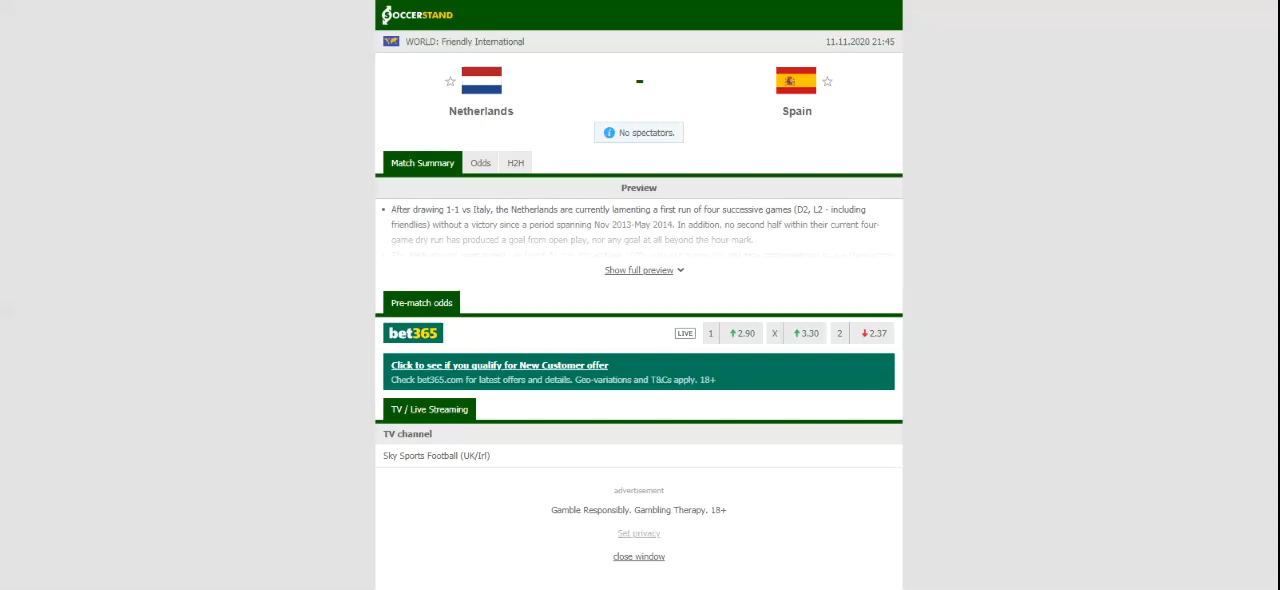 SOCCERSTAND
WORLD: Friendly International 11.11.2020 21:45
-
Netherlands Spain
No spectators.
Match Summary Odds H2H
Preview
• After drawing 1-1 vs Italy, the Netherlands are currently lamenting a first run of four successive games (D2, L2 - including
friendlies) without a victory since a period spanning Nov 2013-May 2014. In addition, no second half within their current four-
game dry run has produced a goal from open play, nor any goal at all beyond the hour mark.
Show full preview
Pre-match odds
bet365 LIVE 1 2.90 X 3.30 2 2.37
Click to see if you qualify for New Customer offer
Check bet365.com for latest offers and details. Geo-variations and T&Cs apply. 18+
TV / Live Streaming
TV channel
Sky Sports Football (UK/Irl)
advertisement
Gamble Responsibly. Gambling Therapy. 18+
Set privacy
close window